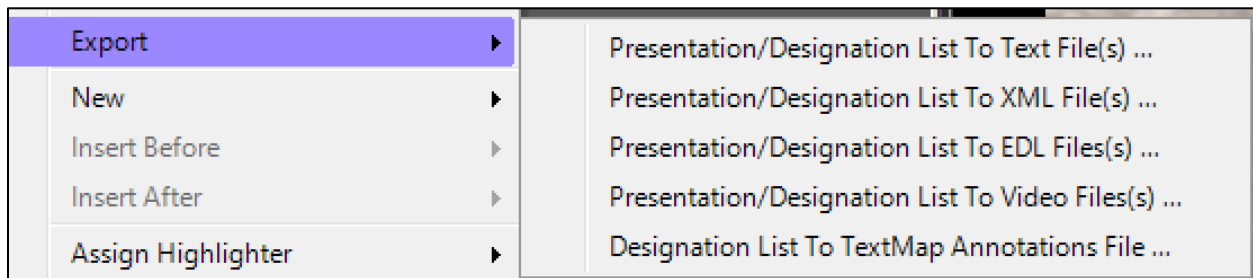 Export
New
Insert Before
Insert After
Assign Highlighter
Presentation/Designation List To Text File(s) ...
Presentation/Designation List To XML File(s) ...
Presentation/Designation List To EDL Files(s) ...
Presentation/Designation List To Video Files(s) ...
Designation List To TextMap Annotations File ...